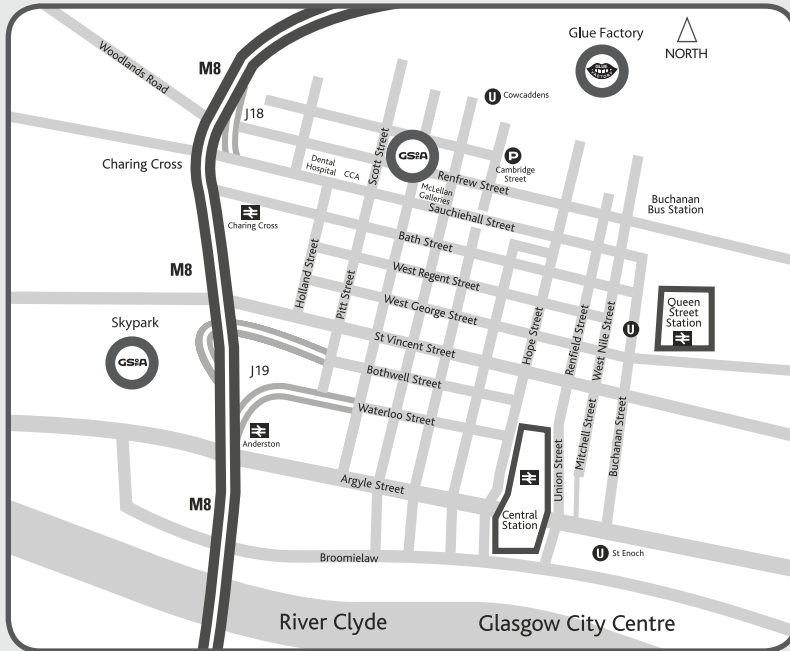 Glue Factory
GLUE
FACTORY
NORTH
Woodlands Road
M8
U
Cowcaddens
J18
Scott Street
GSofA
P
Cambridge
Street
Charing Cross
Dental
Hospital
CCA
McLellan
Galleries
Renfrew Street
Sauchiehall Street
Buchanan
Bus Station
Charing Cross
Bath Street
West Regent Street
M8
Holland Street
Pitt Street
West George Street
Hope Street
Renfield Street
West Nile Street
U
Queen
Street
Station
Skypark
GSofA
St Vincent Street
J19
Bothwell Street
Waterloo Street
Anderston
Mitchell Street
Buchanan Street
Union Street
Argyle Street
M8
Central
Station
U
St Enoch
Broomielaw
River Clyde
Glasgow City Centre